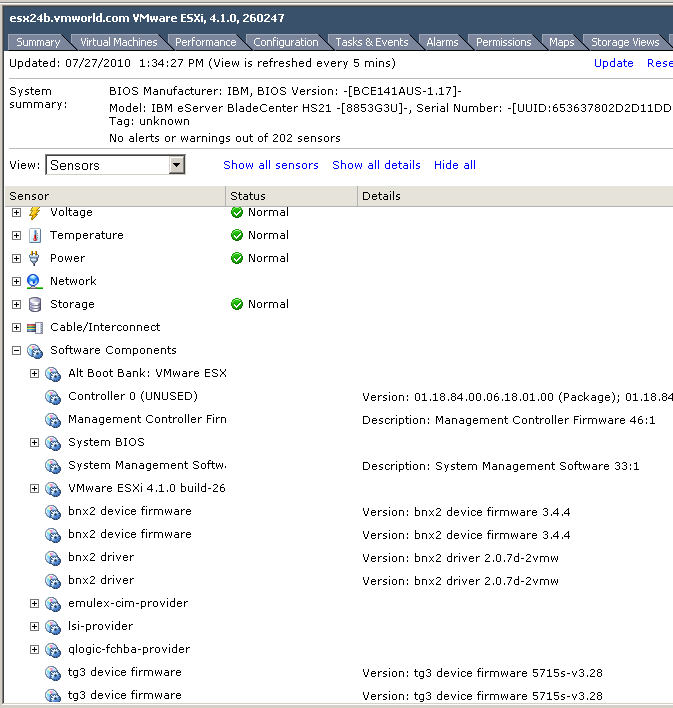 esx24b.vmworld.com VMware ESXi, 4.1.0, 260247
Summary Virtual Machines Performance Configuration Tasks & Events Alarms Permissions Maps Storage Views
Updated: 07/27/2010 1:34:27 PM (View is refreshed every 5 mins) Update Rese
System summary: BIOS Manufacturer: IBM, BIOS Version: -[BCE141AUS-1.17]-
Model: IBM eServer BladeCenter HS21 -[8853G3U]-, Serial Number: -[UUID:653637802D2D11DD
Tag: unknown
No alerts or warnings out of 202 sensors
View: Sensors Show all sensors Show all details Hide all
Sensor Status Details
Voltage Normal
Temperature Normal
Power Normal
Network
Storage Normal
Cable/Interconnect
Software Components
Alt Boot Bank: VMware ESX
Controller 0 (UNUSED) Version: 01.18.84.00.06.18.01.00 (Package); 01.18.84
Management Controller Firn Description: Management Controller Firmware 46:1
System BIOS
System Management Softw. Description: System Management Software 33:1
VMware ESXi 4.1.0 build-26
bnx2 device firmware Version: bnx2 device firmware 3.4.4
bnx2 device firmware Version: bnx2 device firmware 3.4.4
bnx2 driver Version: bnx2 driver 2.0.7d-2vmw
bnx2 driver Version: bnx2 driver 2.0.7d-2vmw
emulex-cim-provider
lsi-provider
qlogic-fchba-provider
tg3 device firmware Version: tg3 device firmware 5715s-v3.28
tg3 device firmware Version: tg3 device firmware 5715s-v3.28